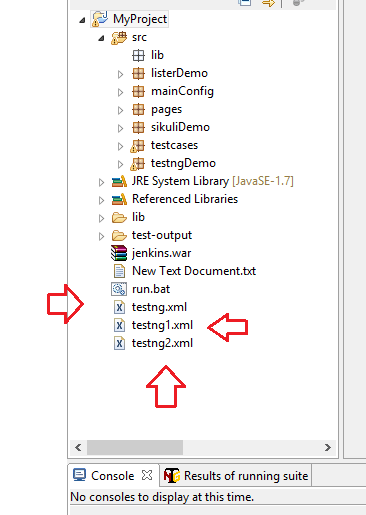 MyProject
src
lib
listerDemo
mainConfig
pages
sikuliDemo
testcases
testngDemo
JRE System Library [JavaSE-1.7]
Referenced Libraries
lib
test-output
jenkins.war
New Text Document.txt
run.bat
testng.xml
testng1.xml
testng2.xml
Console Results of running suite
No consoles to display at this time.